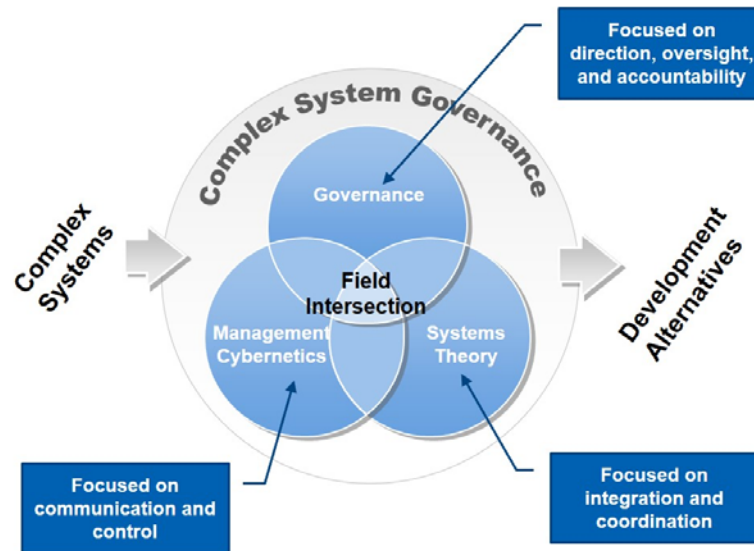 Focused on
direction, oversight,
and accountability
Complex System Governance
Governance
Complex
Systems
Field
Intersection
Development
Alternatives
Management
Cybernetics
Systems
Theory
Focused on
communication and
control
Focused on
integration and
coordination